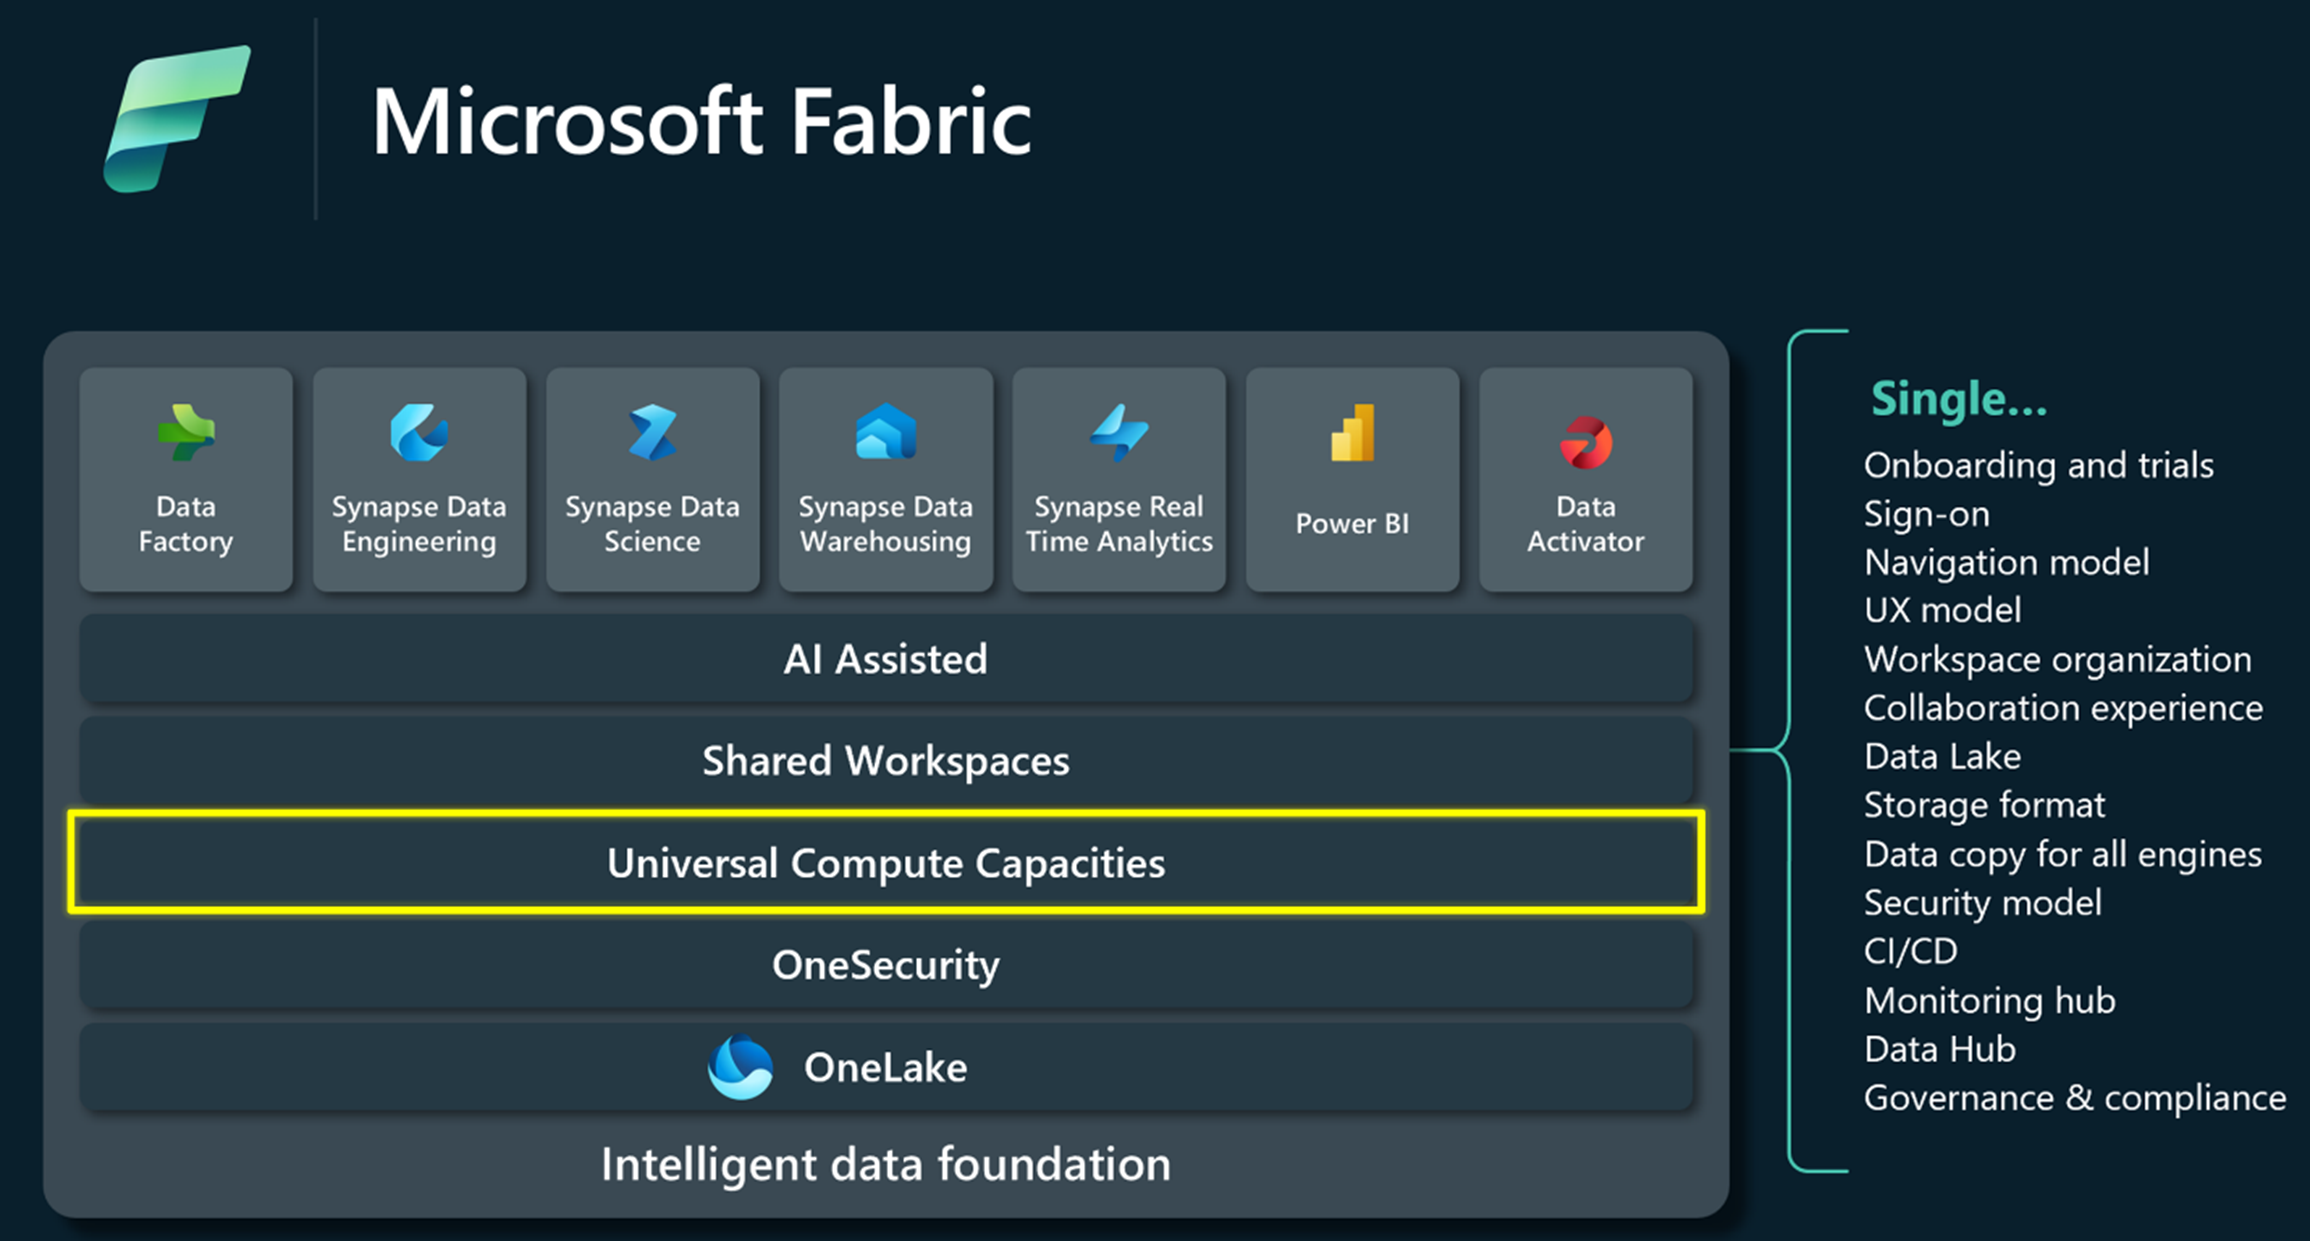 Microsoft Fabric
Data
Factory
Synapse Data
Engineering
Synapse Data
Science
Synapse Data
Warehousing
Synapse Real
Time Analytics
Power BI
Data
Activator
AI Assisted
Shared Workspaces
Universal Compute Capacities
OneSecurity
OneLake
Intelligent data foundation
Single...
Onboarding and trials
Sign-on
Navigation model
UX model
Workspace organization
Collaboration experience
Data Lake
Storage format
Data copy for all engines
Security model
CI/CD
Monitoring hub
Data Hub
Governance & compliance